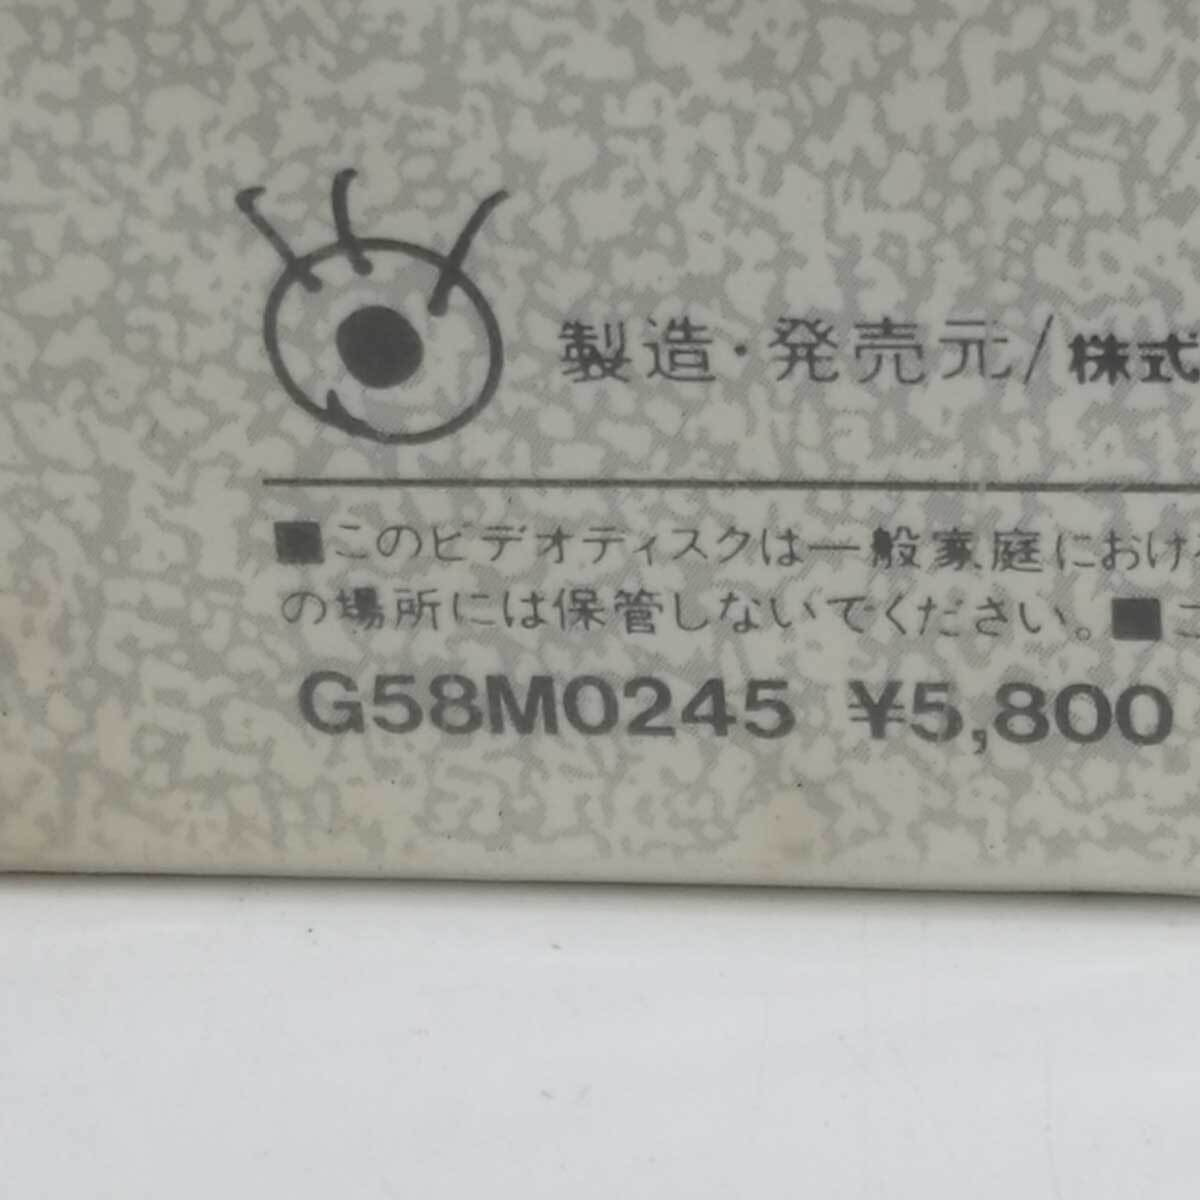 製造・発売元/株式
■このビデオディスクは一般家庭におけ
の場所には保管しないでください。■こ
G58M0245 ¥5,800